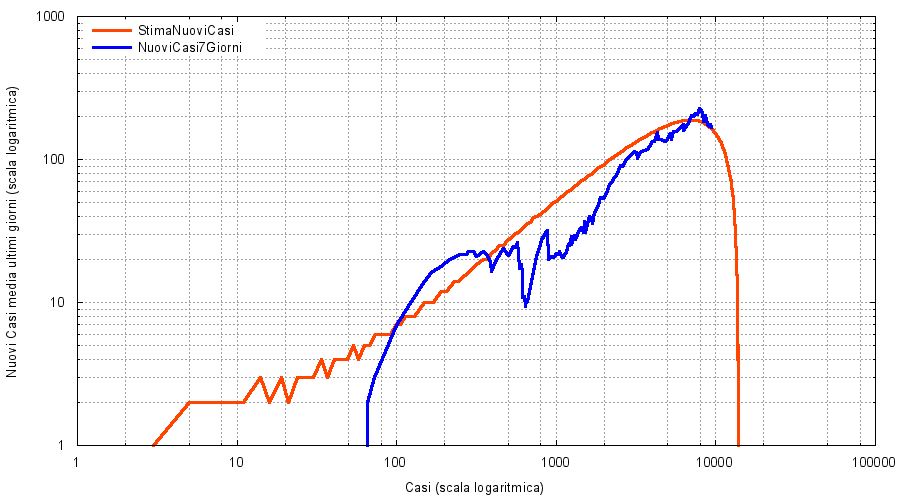 1000
StimaNuoviCasi
NuoviCasi7Giorni
100
10
1
Nuovi Casi media ultimi giorni (scala logaritmica)
1 10 100 1000 10000 100000
Casi (scala logaritmica)